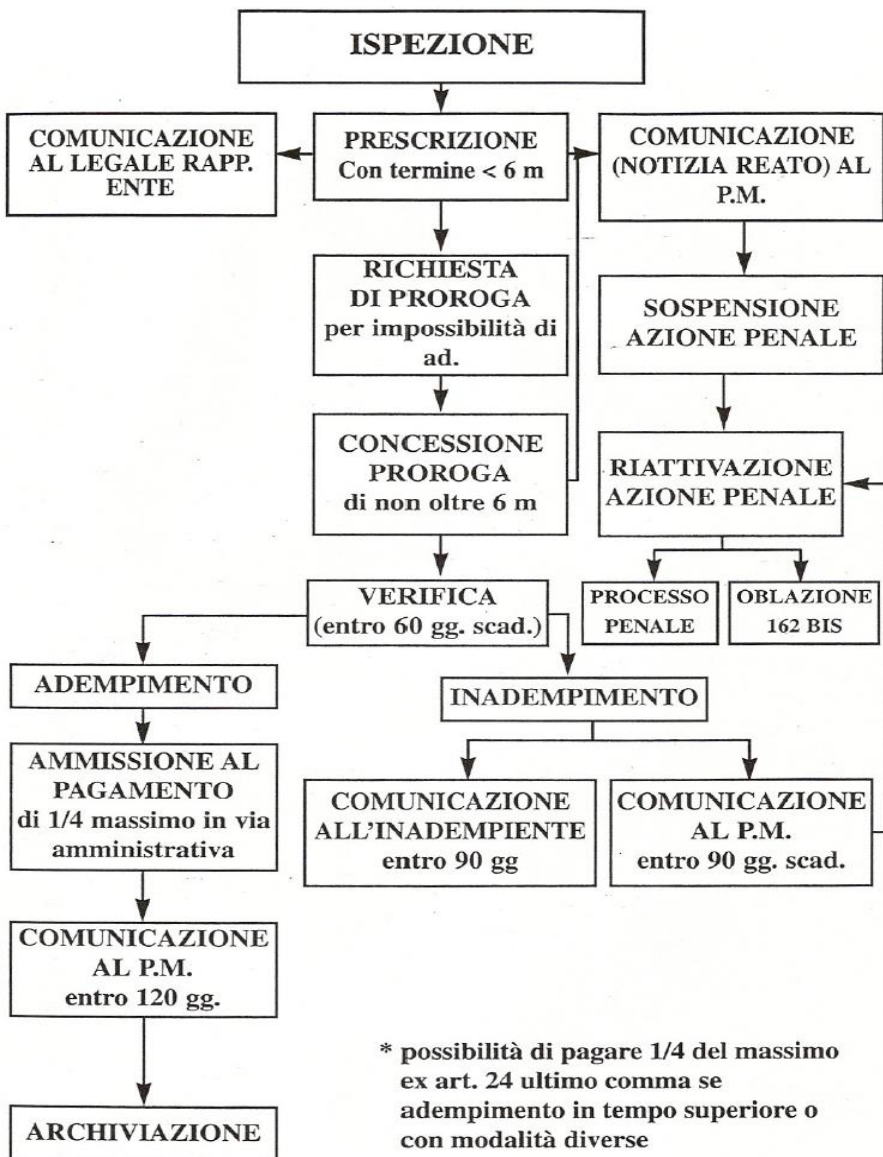 ISPEZIONE
COMUNICAZIONE
AL LEGALE RAPP.
ENTE
PRESCRIZIONE
Con termine < 6 m
COMUNICAZIONE
(NOTIZIA REATO) AL
P.M.
RICHIESTA
DI PROROGA
per impossibilità di
ad.
SOSPENSIONE
AZIONE PENALE
CONCESSIONE
PROROGA
di non oltre 6 m
RIATTIVAZIONE
AZIONE PENALE
VERIFICA
(entro 60 gg. scad.)
PROCESSO
PENALE
OBLAZIONE
162 BIS
ADEMPIMENTO
INADEMPIMENTO
AMMISSIONE AL
PAGAMENTO
di 1/4 massimo in via
amministrativa
COMUNICAZIONE
ALL'INADEMPIENTE
entro 90 gg
COMUNICAZIONE
AL P.M.
entro 90 gg. scad.
COMUNICAZIONE
AL P.M.
entro 120 gg.
ARCHIVIAZIONE
* possibilità di pagare 1/4 del massimo
ex art. 24 ultimo comma se
adempimento in tempo superiore o
con modalità diverse